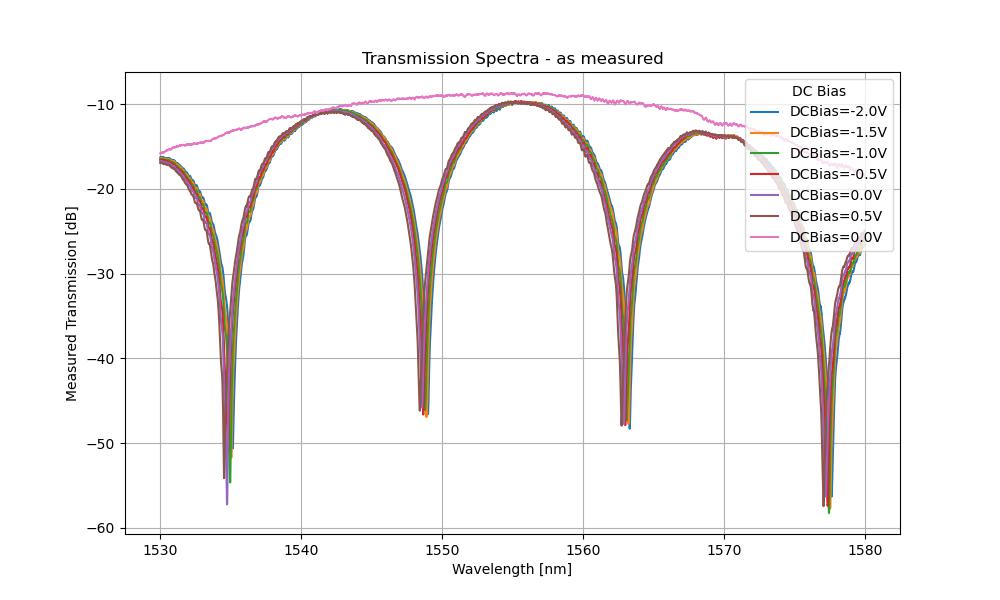 Transmission Spectra - as measured
DC Bias
DCBias=-2.0V
DCBias=-1.5V
DCBias=-1.0V
DCBias=-0.5V
DCBias=0.0V
DCBias=0.5V
DCBias=0.0V
Measured Transmission [dB]
−10
−20
−30
−40
−50
−60
1530 1540 1550 1560 1570 1580
Wavelength [nm]